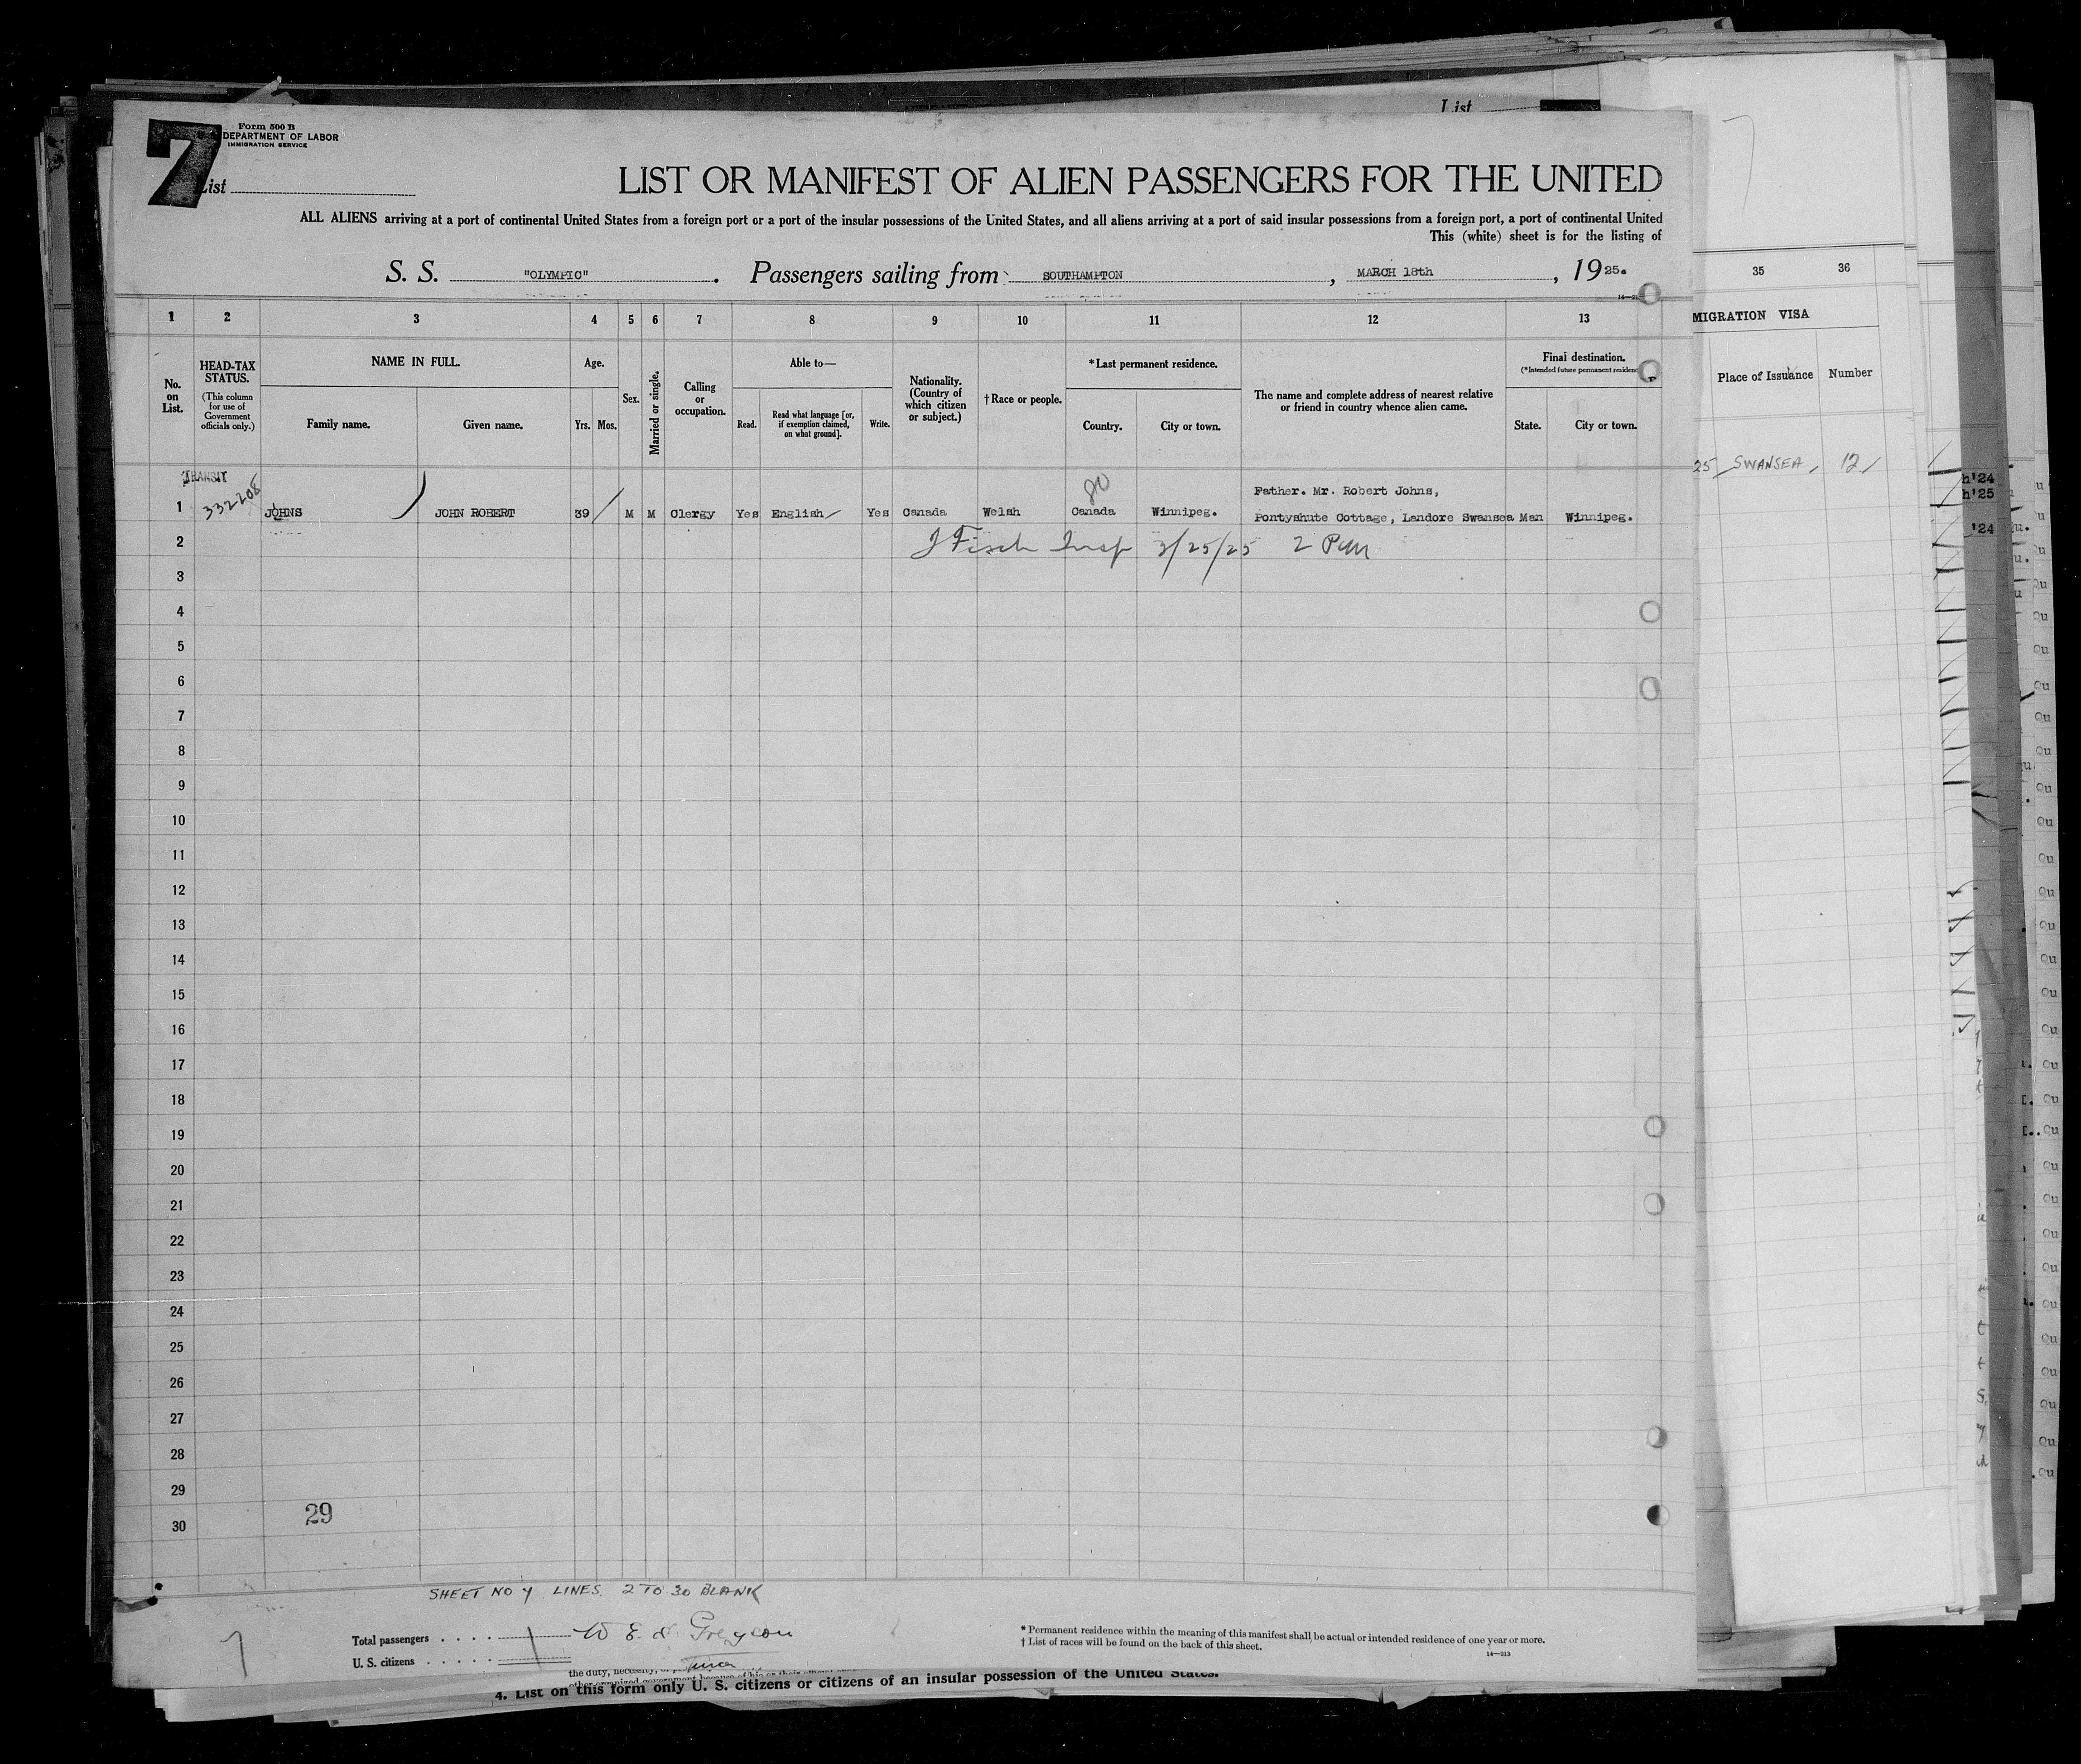 List
7
Form 500 B
DEPARTMENT OF LABOR
IMMIGRATION SERVICE
List
LIST OR MANIFEST OF ALIEN PASSENGERS FOR THE UNITED
ALL ALIENS arriving at a port of continental United States from a foreign port or a port of the insular possessions of the United States, and all aliens arriving at a port of said insular possessions from a foreign port, a port of continental United
This (white) sheet is for the listing of
S. S. "OLYMPIC". Passengers sailing from SOUTHAMPTON, MARCH 18th, 1925.
1 2 3 4 5 6 7 8 9 10 11 12 13
No. on List.
HEAD-TAX STATUS.
(This column for use of Government officials only.)
NAME IN FULL.
Family name. Given name.
Age.
Yrs. Mos.
Sex.
Married or single.
Calling or occupation.
Able to—
Read. Read what language [or, if exemption claimed, on what ground]. Write.
Nationality. (Country of which citizen or subject.)
† Race or people.
*Last permanent residence.
Country. City or town.
The name and complete address of nearest relative or friend in country whence alien came.
Final destination.
(*Intended future permanent residence
State. City or town.
35 36
MIGRATION VISA
Place of Issuance Number
25 SWANSEA 12
TRANSIT
332208
80
Father. Mr. Robert Johns,
1 JOHNS JOHN ROBERT 39 M M Clergy Yes English Yes Canada Welsh Canada Winnipeg. Pontyshute Cottage, Landore Swansea Man Winnipeg.
2 J Fisch Insp 3/25/25
3
4
5
6
7
8
9
10
11
12
13
14
15
16
17
18
19
20
21
22
23
24
25
26
27
28
29
30
29
SHEET NO 7 LINES 2 TO 30 BLANK
7
Total passengers 1
U. S. citizens
* Permanent residence within the meaning of this manifest shall be actual or intended residence of one year or more.
† List of races will be found on the back of this sheet.
14—213
4. List on this form only U. S. citizens or citizens of an insular possession of the United States.
h'24
h'25
'24